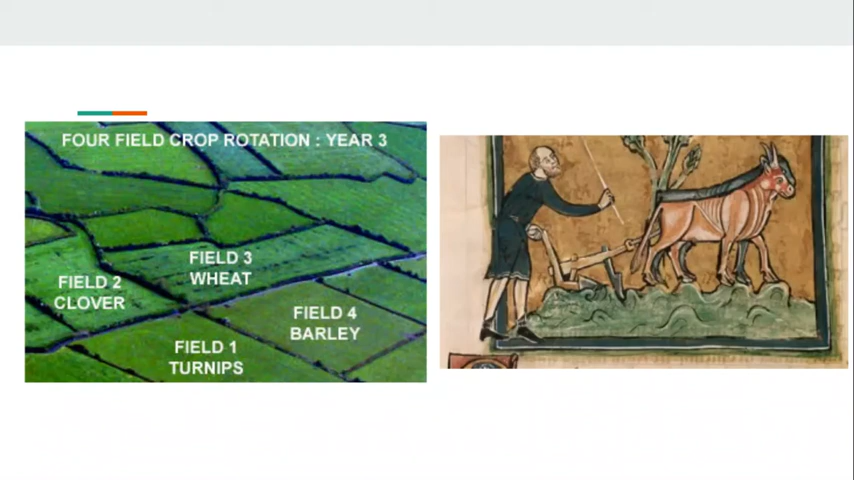 FOUR FIELD CROP ROTATION : YEAR 3
FIELD 3
WHEAT
FIELD 2
CLOVER
FIELD 4
BARLEY
FIELD 1
TURNIPS